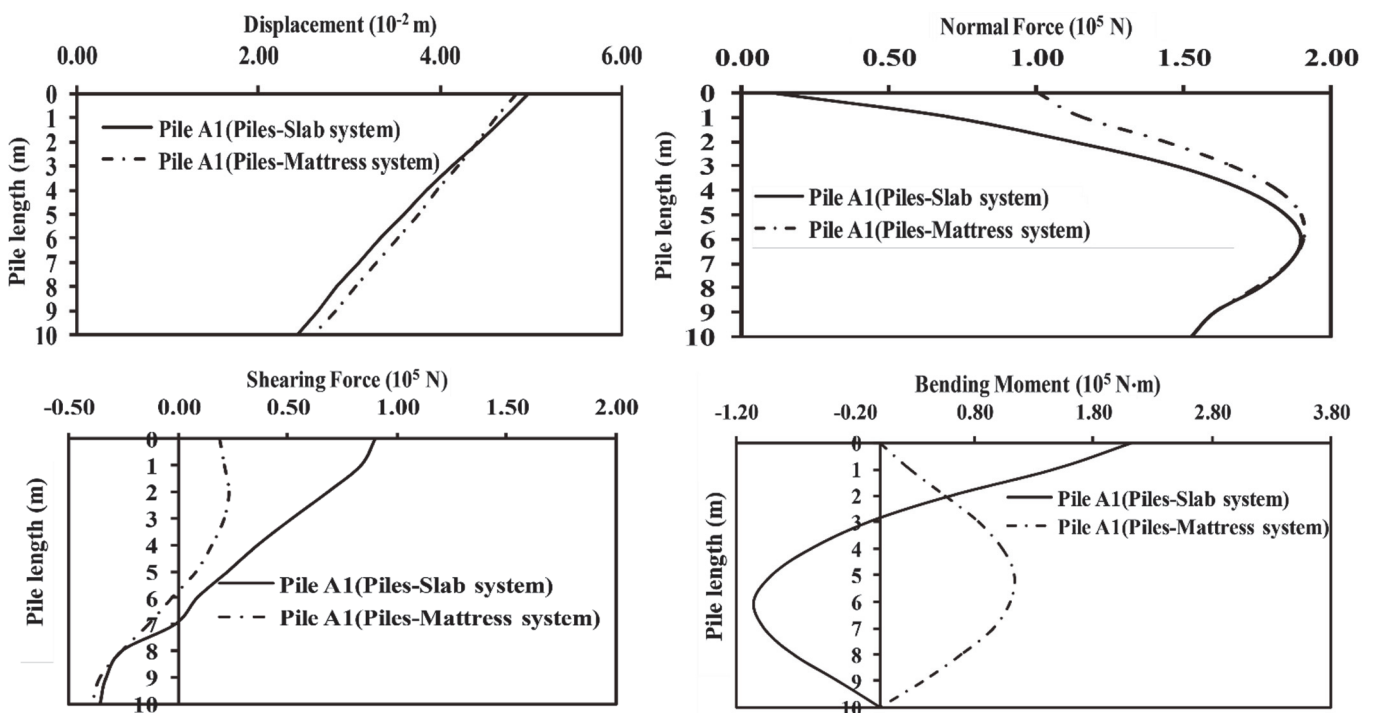 Displacement (10-2 m)
0.00 2.00 4.00 6.00
Pile length (m)
0
1
2
3
4
5
6
7
8
9
10
Pile A1(Piles-Slab system)
Pile A1(Piles-Mattress system)
Normal Force (10⁵ N)
0.00 0.50 1.00 1.50 2.00
Pile length (m)
0
1
2
3
4
5
6
7
8
9
10
Pile A1(Piles-Slab system)
Pile A1(Piles-Mattress system)
Shearing Force (10⁵ N)
-0.50 0.00 0.50 1.00 1.50 2.00
Pile length (m)
0
1
2
3
4
5
6
7
8
9
10
Pile A1(Piles-Slab system)
Pile A1(Piles-Mattress system)
Bending Moment (10⁵ N·m)
-1.20 -0.20 0.80 1.80 2.80 3.80
Pile length (m)
0
1
2
3
4
5
6
7
8
9
10
Pile A1(Piles-Slab system)
Pile A1(Piles-Mattress system)